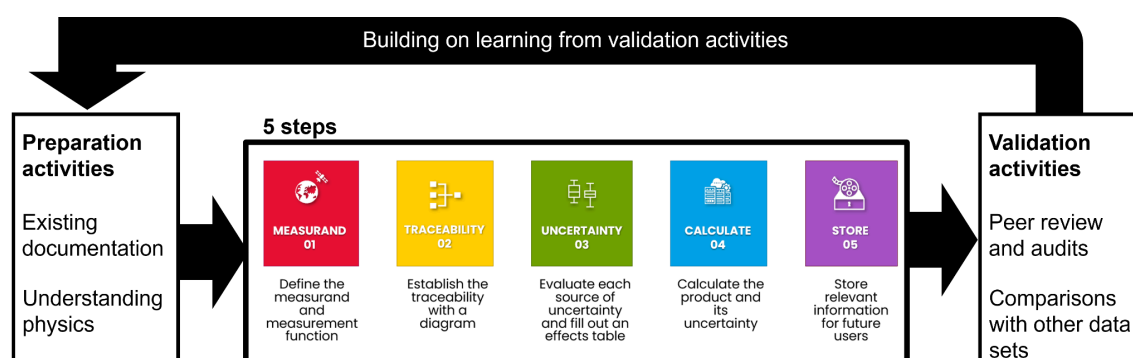 Building on learning from validation activities
Preparation
activities
Existing
documentation
Understanding
physics
5 steps
MEASURAND
01
Define the
measurand
and
measurement
function
TRACEABILITY
02
Establish the
traceability
with a
diagram
UNCERTAINTY
03
Evaluate each
source of
uncertainty
and fill out an
effects table
CALCULATE
04
Calculate the
product and
its
uncertainty
STORE
05
Store
relevant
information
for future
users
Validation
activities
Peer review
and audits
Comparisons
with other data
sets